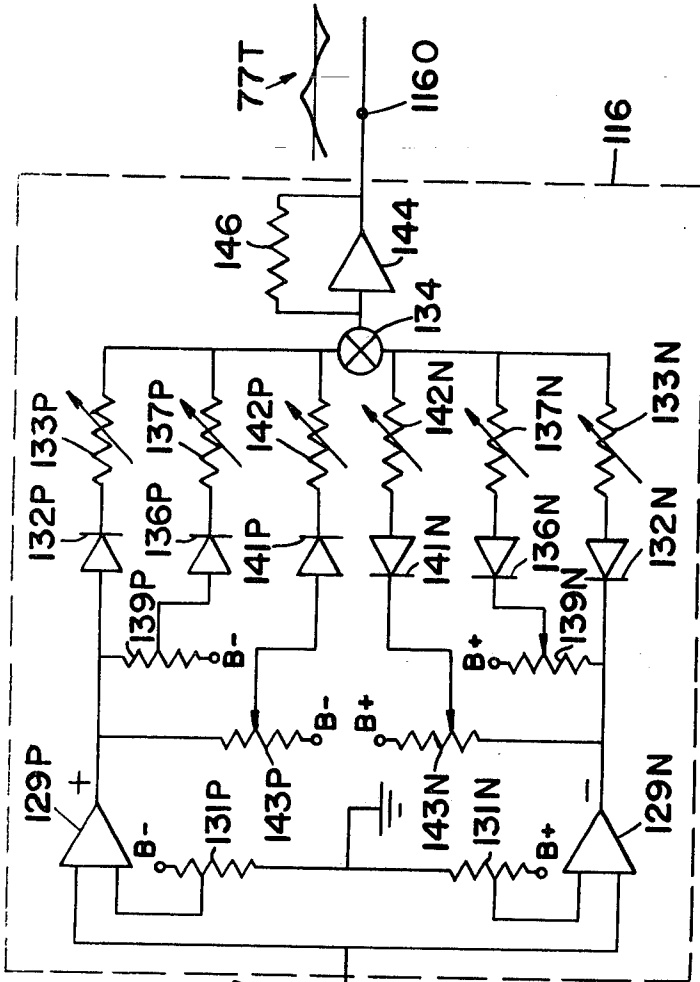 77T
1160
116
146
144
134
133P
137P
142P
142N
137N
133N
132P
136P
141P
141N
136N
132N
139P
B-
B+
139N
143P
B-
B+
143N
129P
+
B-
131P
131N
B+
−
129N